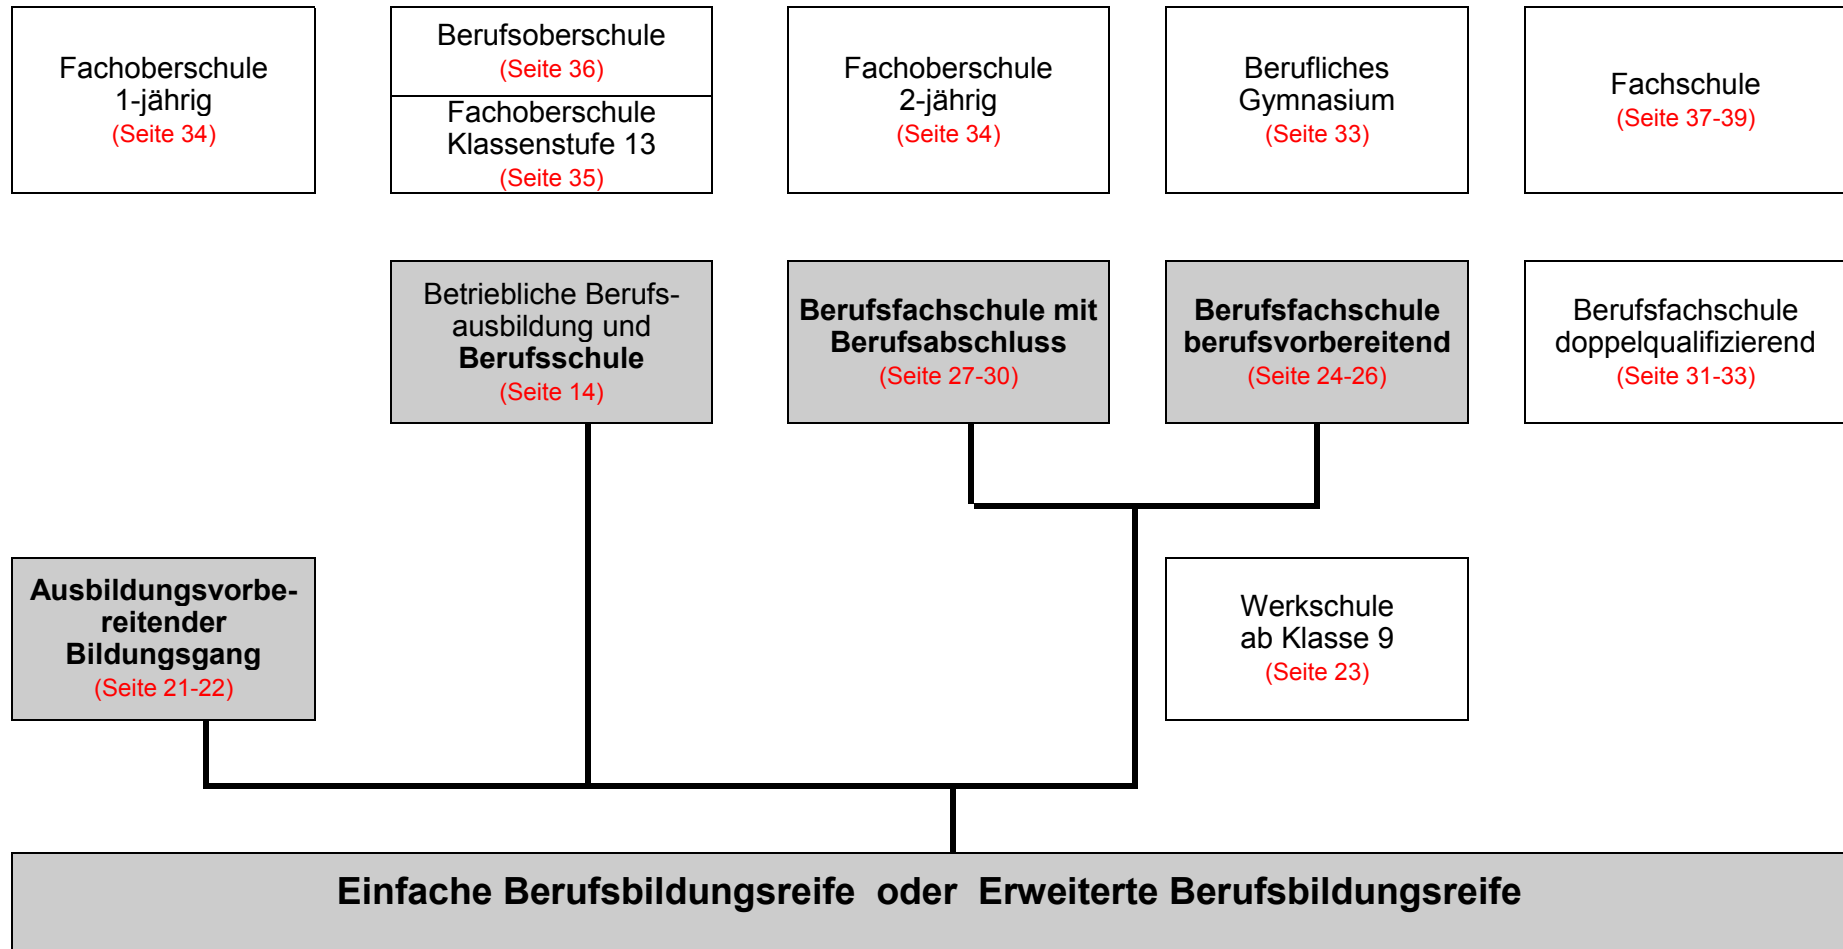 Fachoberschule
1-jährig
(Seite 34)
Berufsoberschule
(Seite 36)
Fachoberschule
Klassenstufe 13
(Seite 35)
Fachoberschule
2-jährig
(Seite 34)
Berufliches
Gymnasium
(Seite 33)
Fachschule
(Seite 37-39)
Betriebliche Berufs-
ausbildung und
Berufsschule
(Seite 14)
Berufsfachschule mit
Berufsabschluss
(Seite 27-30)
Berufsfachschule
berufsvorbereitend
(Seite 24-26)
Berufsfachschule
doppelqualifizierend
(Seite 31-33)
Ausbildungsvorbe-
reitender
Bildungsgang
(Seite 21-22)
Werkschule
ab Klasse 9
(Seite 23)
Einfache Berufsbildungsreife oder Erweiterte Berufsbildungsreife